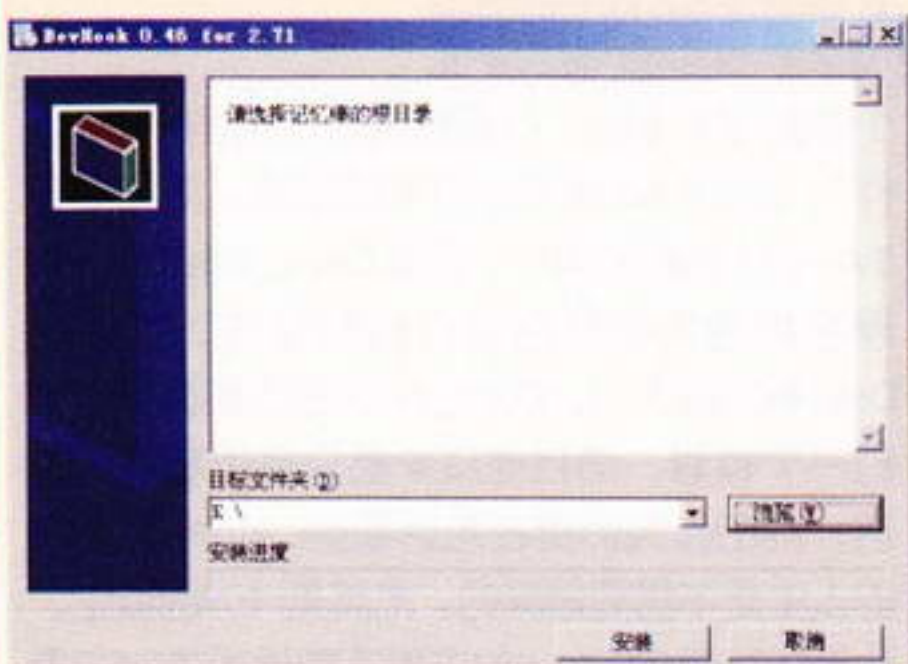 DevHook 0.46 for 2.71
请选择记忆棒的根目录
目标文件夹(D)
E:\
浏览(W)
安装进度
安装
取消